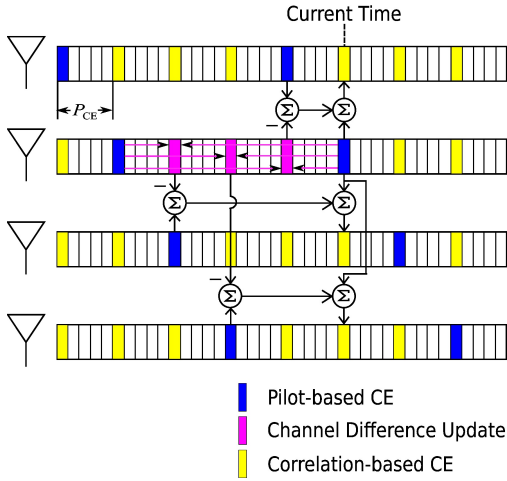 Current Time
P_CE
Σ Σ
−
−
Σ Σ
−
Σ Σ
Pilot-based CE
Channel Difference Update
Correlation-based CE